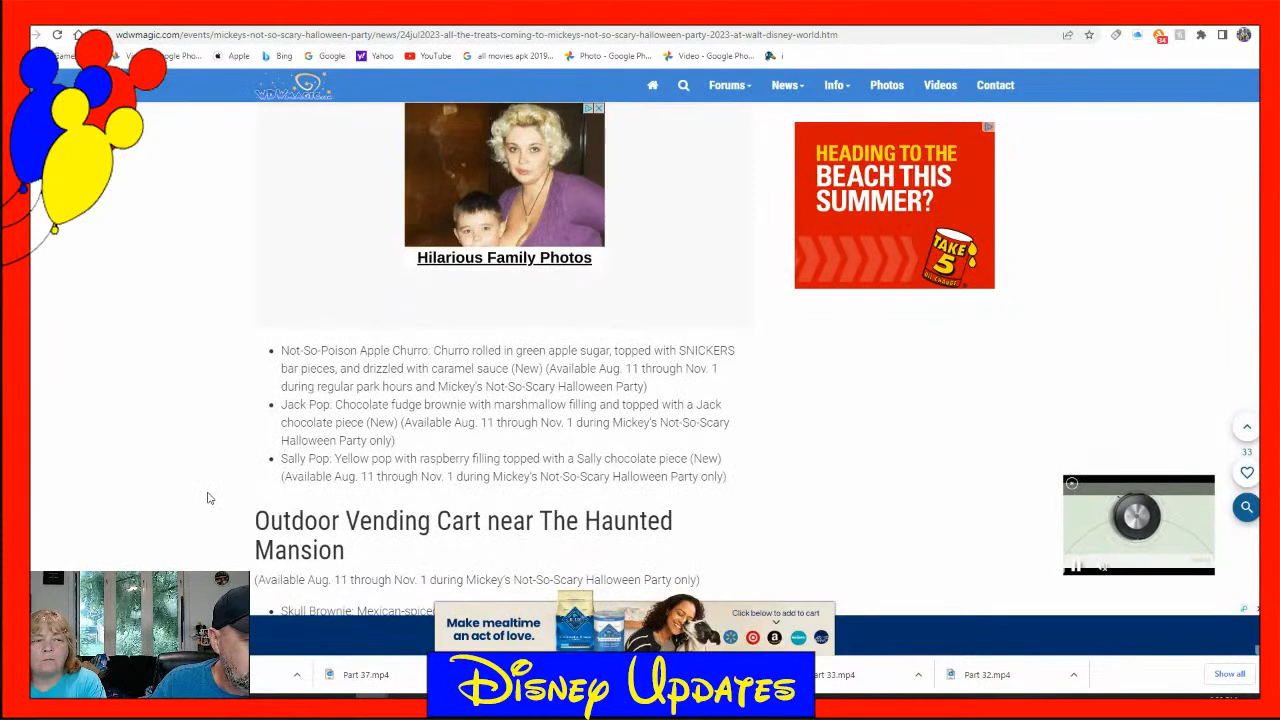 wdwmagic.com/events/mickeys-not-so-scary-halloween-party/news/24jul2023-all-the-treats-coming-to-mickeys-not-so-scary-halloween-party-2023-at-walt-disney-world.htm
34
Apple Bing Google Yahoo YouTube all movies apk 2019... Photo - Google Ph... Video - Google Pho...
WDWMAGIC
Forums News Info Photos Videos Contact
Hilarious Family Photos
HEADING TO THE
BEACH THIS
SUMMER?
TAKE
5
OIL CHANGE
• Not-So-Poison Apple Churro: Churro rolled in green apple sugar, topped with SNICKERS
bar pieces, and drizzled with caramel sauce (New) (Available Aug. 11 through Nov. 1
during regular park hours and Mickey's Not-So-Scary Halloween Party)
• Jack Pop: Chocolate fudge brownie with marshmallow filling and topped with a Jack
chocolate piece (New) (Available Aug. 11 through Nov. 1 during Mickey's Not-So-Scary
Halloween Party only)
• Sally Pop: Yellow pop with raspberry filling topped with a Sally chocolate piece (New)
(Available Aug. 11 through Nov. 1 during Mickey's Not-So-Scary Halloween Party only)
33
Outdoor Vending Cart near The Haunted
Mansion
(Available Aug. 11 through Nov. 1 during Mickey's Not-So-Scary Halloween Party only)
• Skull Brownie: Mexican-spiced
Make mealtime
an act of love.
BLUE
Click below to add to cart
Part 37.mp4 Part 33.mp4 Part 32.mp4 Show all
Disney Updates